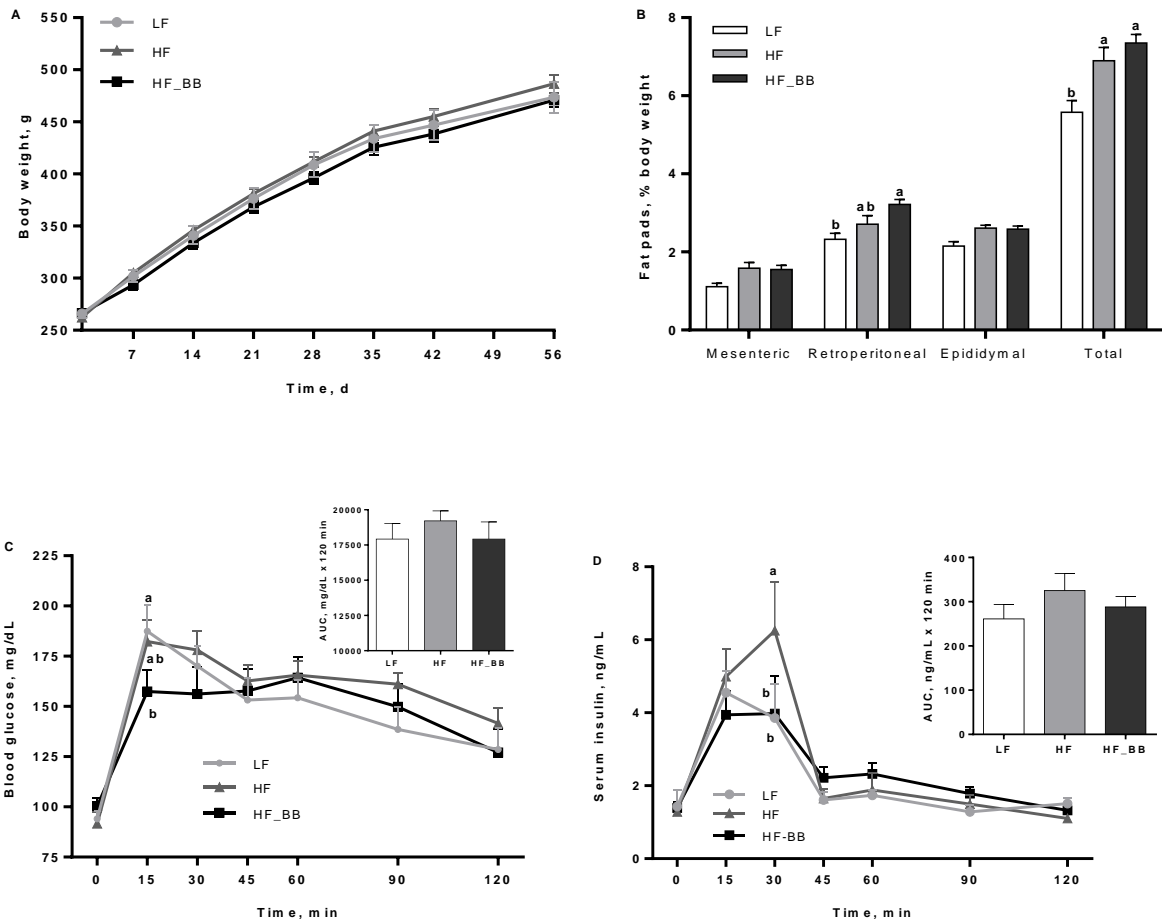 A
LF
HF
HF_BB
550
500
450
400
350
300
250
Body weight, g
7 14 21 28 35 42 49 56
Time, d
B
LF
HF
HF_BB
8
6
4
2
0
Fat pads, % body weight
b
a
a
b
ab
a
Mesenteric Retroperitoneal Epididymal Total
C
225
200
175
150
125
100
75
Blood glucose, mg/dL
a
ab
b
LF
HF
HF_BB
0 15 30 45 60 90 120
Time, min
20000
17500
15000
12500
10000
AUC, mg/dL x 120 min
LF HF HF_BB
D
8
6
4
2
0
Serum insulin, ng/mL
a
b
b
LF
HF
HF-BB
0 15 30 45 60 90 120
Time, min
400
300
200
100
0
AUC, ng/mL x 120 min
LF HF HF_BB